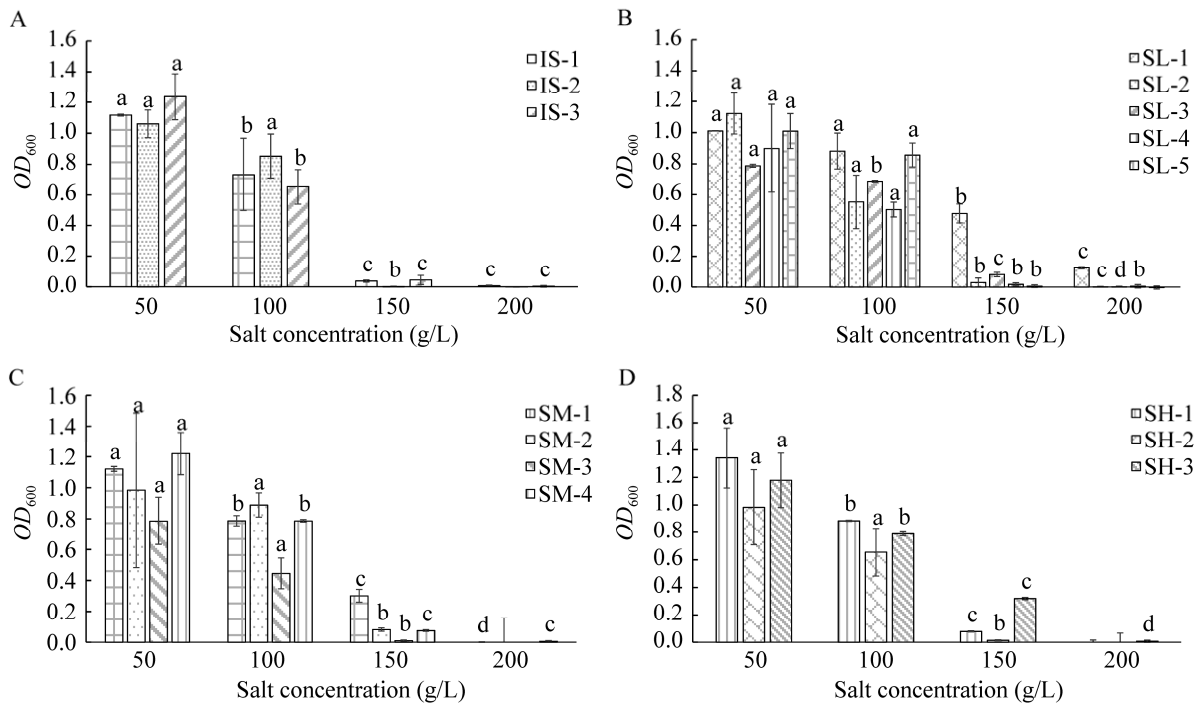 A
1.6
1.4
1.2
1.0
0.8
0.6
0.4
0.2
0.0
OD600
a a a
b a b
c b c
c c
IS-1
IS-2
IS-3
50 100 150 200
Salt concentration (g/L)
B
1.6
1.4
1.2
1.0
0.8
0.6
0.4
0.2
0.0
OD600
a a a a a
a a b a a
b b c b b
c c d b
SL-1
SL-2
SL-3
SL-4
SL-5
50 100 150 200
Salt concentration (g/L)
C
1.6
1.4
1.2
1.0
0.8
0.6
0.4
0.2
0.0
OD600
a a a a
b a a b
c b b c
d c
SM-1
SM-2
SM-3
SM-4
50 100 150 200
Salt concentration (g/L)
D
1.8
1.6
1.4
1.2
1.0
0.8
0.6
0.4
0.2
0.0
OD600
a a a
b a b
c b c
d
SH-1
SH-2
SH-3
50 100 150 200
Salt concentration (g/L)